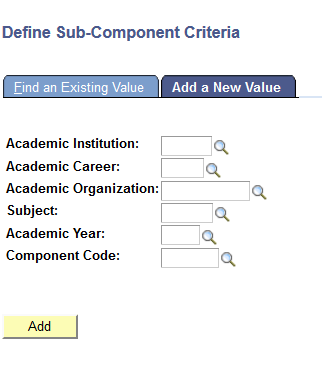 Define Sub-Component Criteria
Find an Existing Value Add a New Value
Academic Institution:
Academic Career:
Academic Organization:
Subject:
Academic Year:
Component Code:
Add